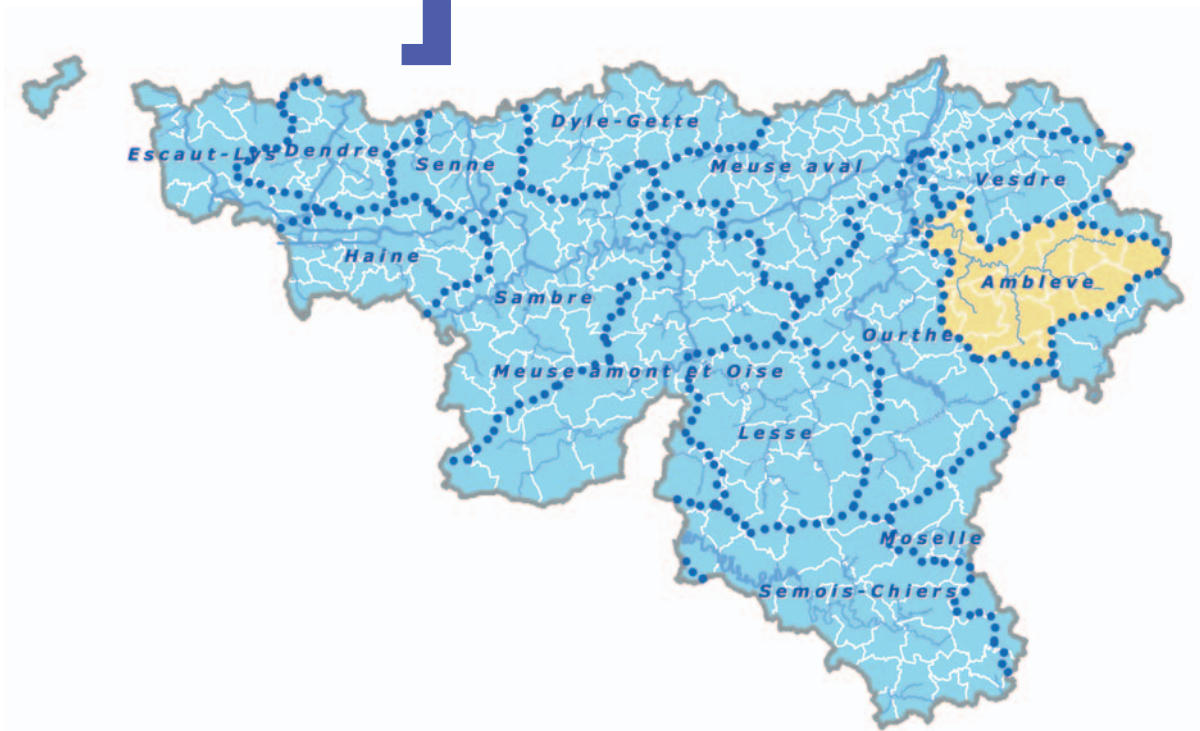 Dyle-Gette
Escaut-Lys
Dendre
Senne
Meuse aval
Vesdre
Haine
Ambleve
Sambre
Ourthe
Meuse amont et Oise
Lesse
Moselle
Semois-Chiers